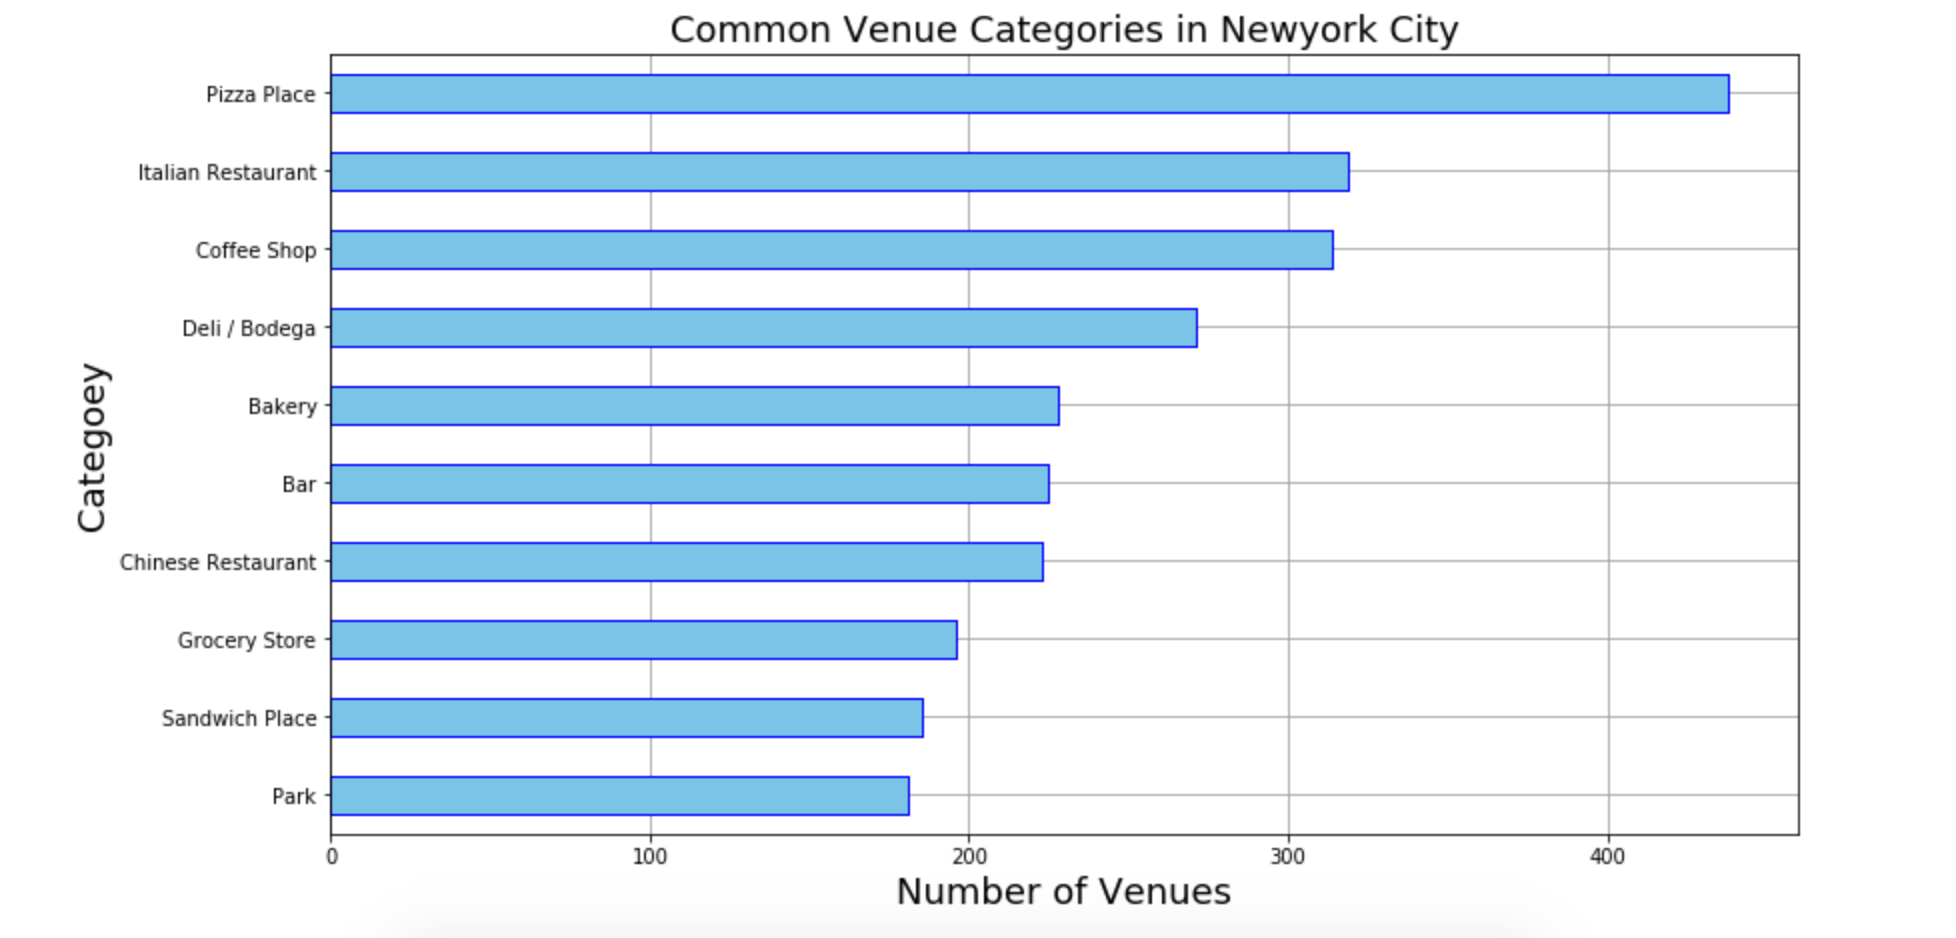 Common Venue Categories in Newyork City
Pizza Place
Italian Restaurant
Coffee Shop
Deli / Bodega
Bakery
Bar
Chinese Restaurant
Grocery Store
Sandwich Place
Park
Categoey
0 100 200 300 400
Number of Venues